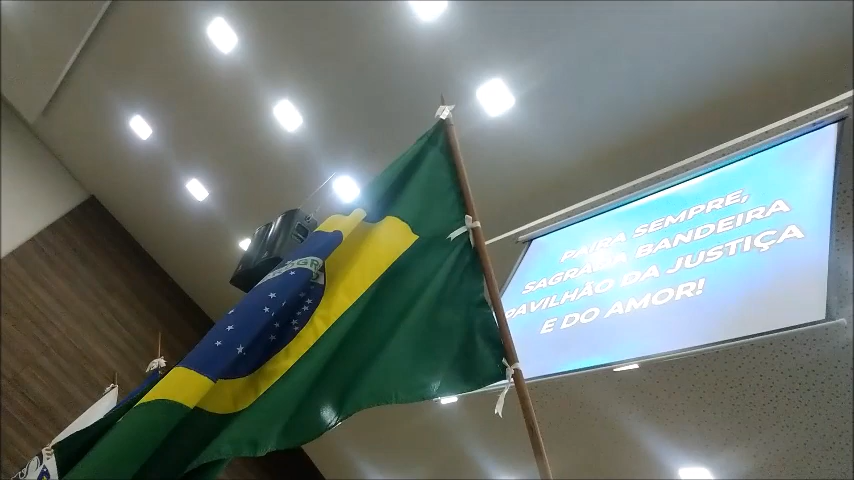 PAIRA SEMPRE,
SAGRADA BANDEIRA
PAVILHÃO DA JUSTIÇA
E DO AMOR!